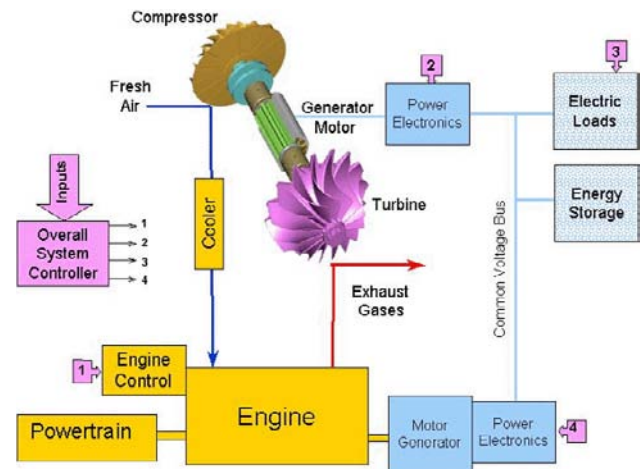 Compressor
Fresh
Air
Generator
Motor
2
Power
Electronics
3
Electric
Loads
Energy
Storage
Turbine
Cooler
Inputs
Overall
System
Controller
1
2
3
4
Exhaust
Gases
Common Voltage Bus
1
Engine
Control
Engine
Powertrain
Motor
Generator
Power
Electronics
4